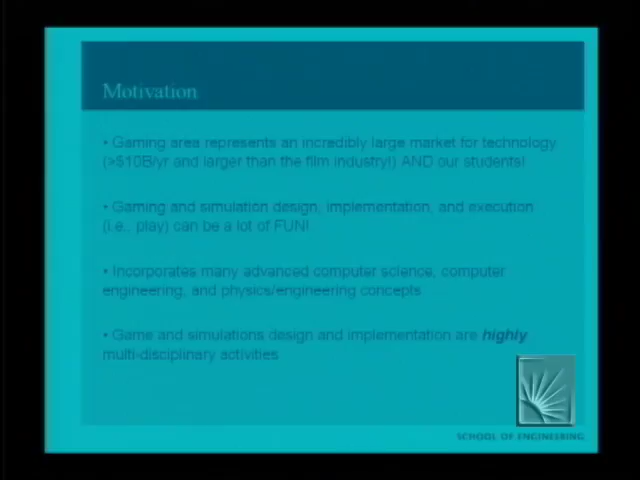 Motivation
• Gaming area represents an incredibly large market for technology
(>$10B/yr and larger than the film industry!) AND our students!
• Gaming and simulation design, implementation, and execution
(i.e., play) can be a lot of FUN!
• Incorporates many advanced computer science, computer
engineering, and physics/engineering concepts
• Game and simulations design and implementation are highly
multi-disciplinary activities
SCHOOL OF ENGINEERING